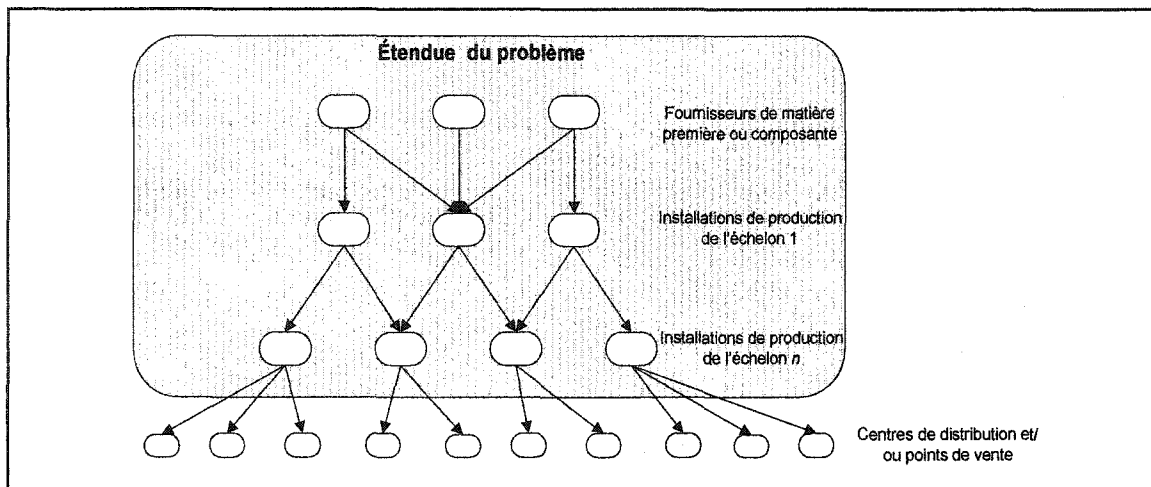 Étendue du problème
Fournisseurs de matière
première ou composante
Installations de production
de l'échelon 1
Installations de production
de l'échelon n
Centres de distribution et/
ou points de vente